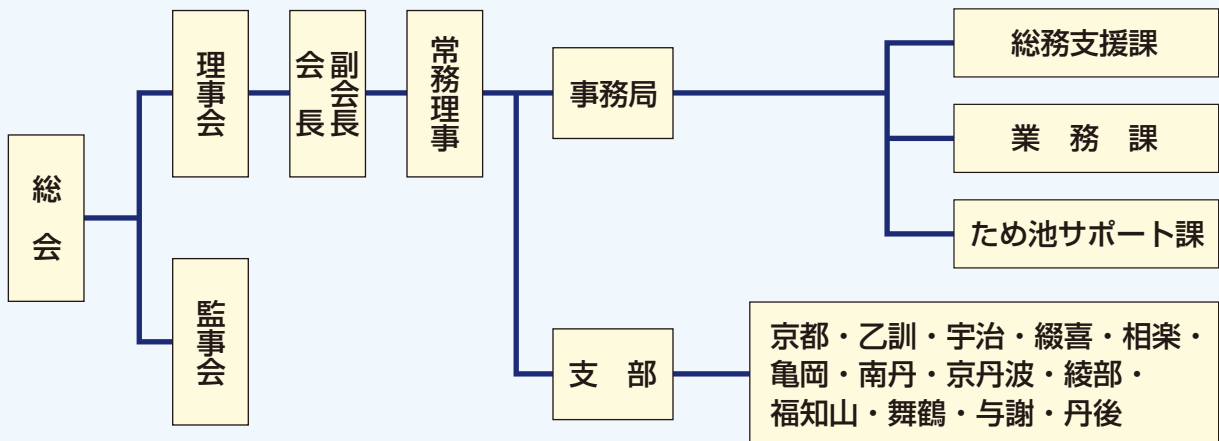 総会
理事会
監事会
会長
副会長
常務理事
事務局
支部
総務支援課
業務課
ため池サポート課
京都・乙訓・宇治・綴喜・相楽・
亀岡・南丹・京丹波・綾部・
福知山・舞鶴・与謝・丹後